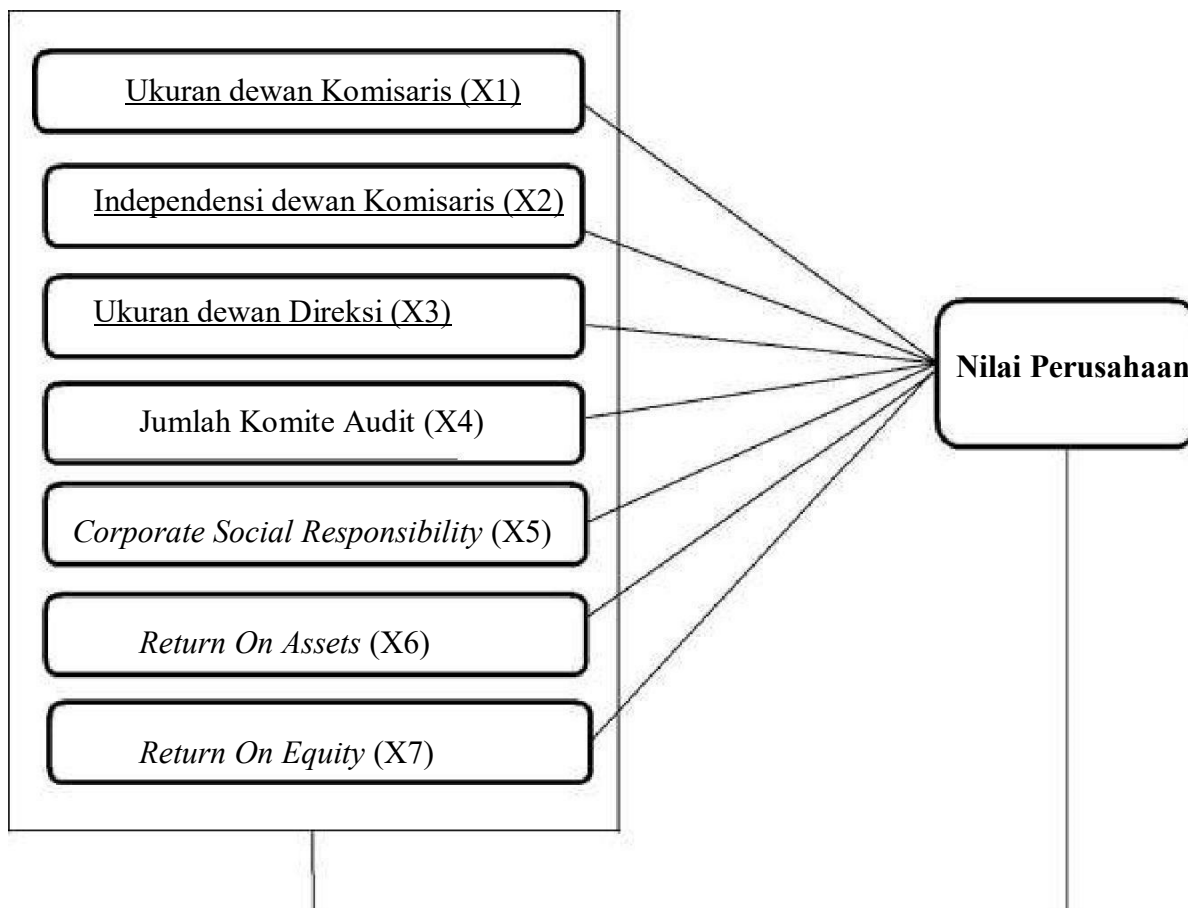 Ukuran dewan Komisaris (X1)
Independensi dewan Komisaris (X2)
Ukuran dewan Direksi (X3)
Jumlah Komite Audit (X4)
Corporate Social Responsibility (X5)
Return On Assets (X6)
Return On Equity (X7)
Nilai Perusahaan